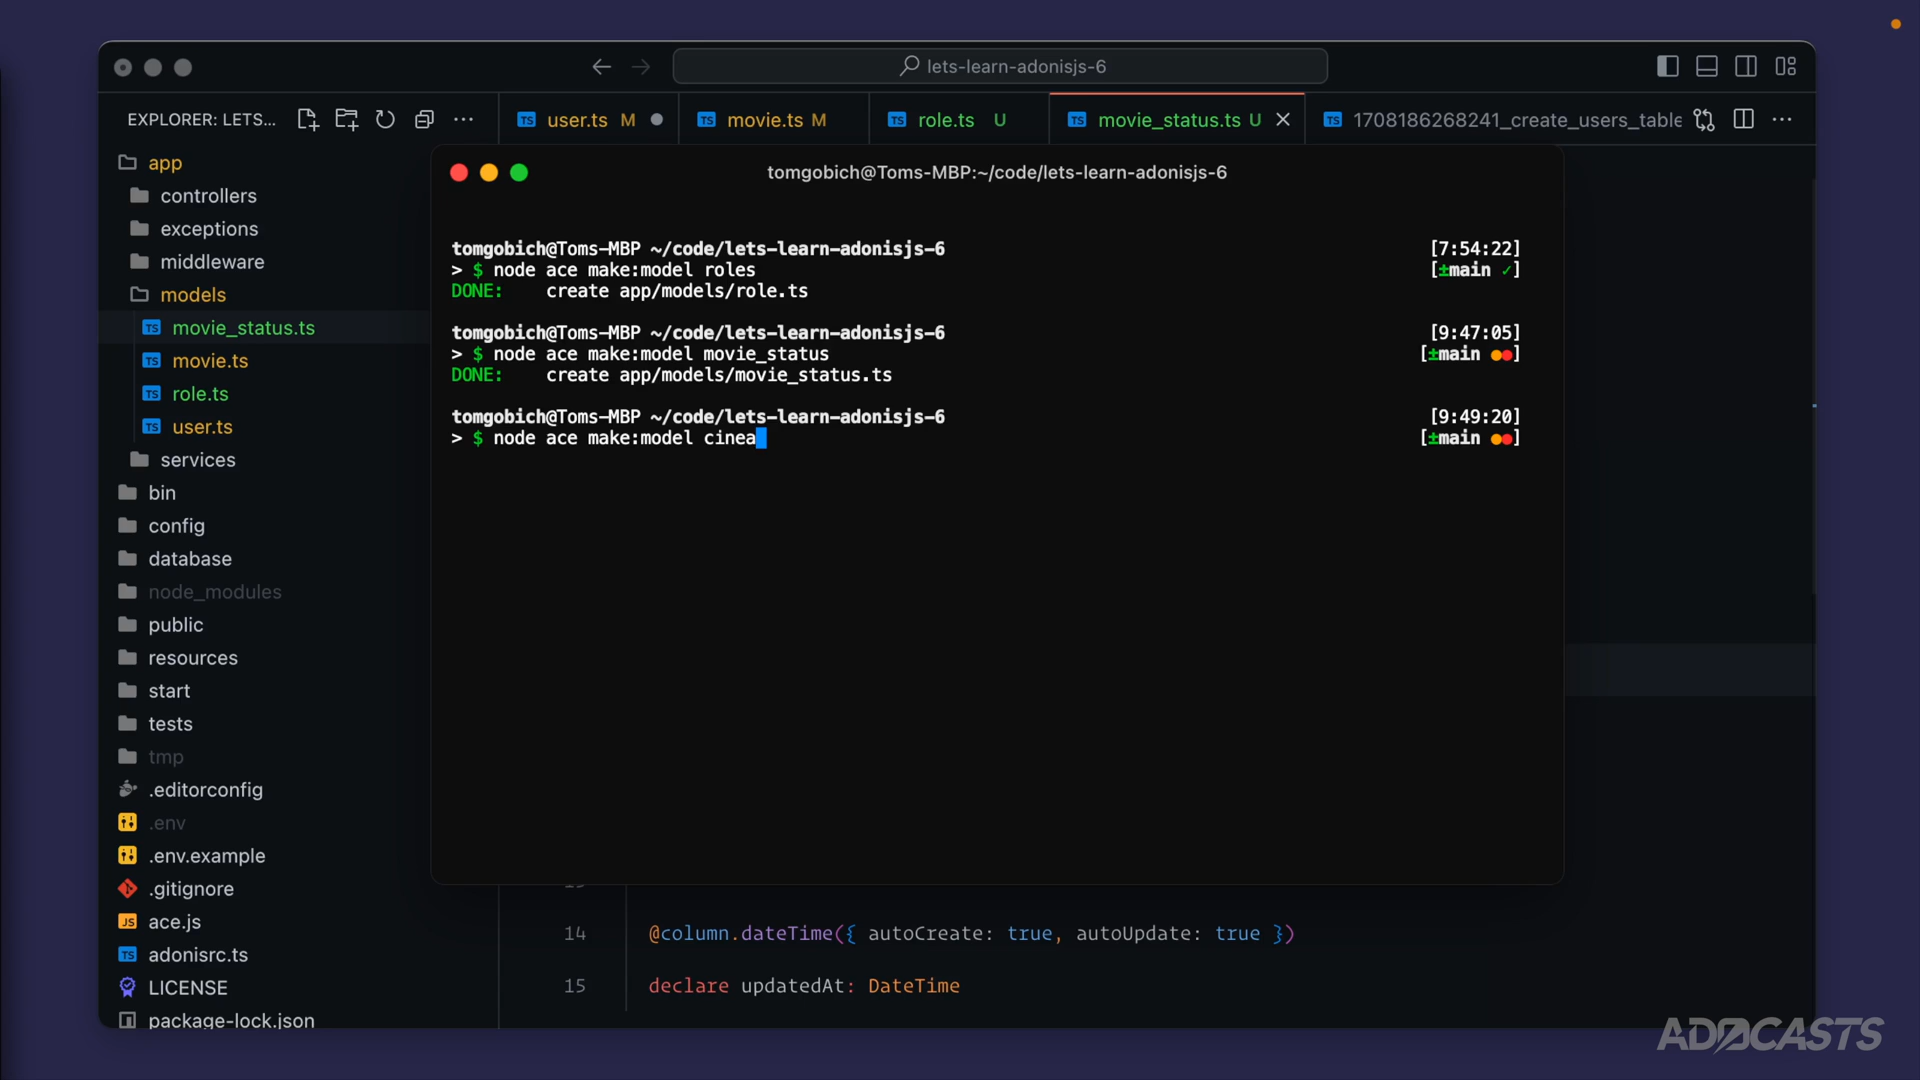 lets-learn-adonisjs-6
EXPLORER: LETS...
user.ts M
movie.ts M
role.ts U
movie_status.ts U
1708186268241_create_users_table
app
controllers
exceptions
middleware
models
movie_status.ts
movie.ts
role.ts
user.ts
services
bin
config
database
node_modules
public
resources
start
tests
tmp
.editorconfig
.env
.env.example
.gitignore
ace.js
adonisrc.ts
LICENSE
package-lock.json
tomgobich@Toms-MBP:~/code/lets-learn-adonisjs-6
tomgobich@Toms-MBP ~/code/lets-learn-adonisjs-6 [7:54:22]
> $ node ace make:model roles [±main ✓]
DONE: create app/models/role.ts
tomgobich@Toms-MBP ~/code/lets-learn-adonisjs-6 [9:47:05]
> $ node ace make:model movie_status [±main ●●]
DONE: create app/models/movie_status.ts
tomgobich@Toms-MBP ~/code/lets-learn-adonisjs-6 [9:49:20]
> $ node ace make:model cinea [±main ●●]
14 @column.dateTime({ autoCreate: true, autoUpdate: true })
15 declare updatedAt: DateTime
ADOCASTS